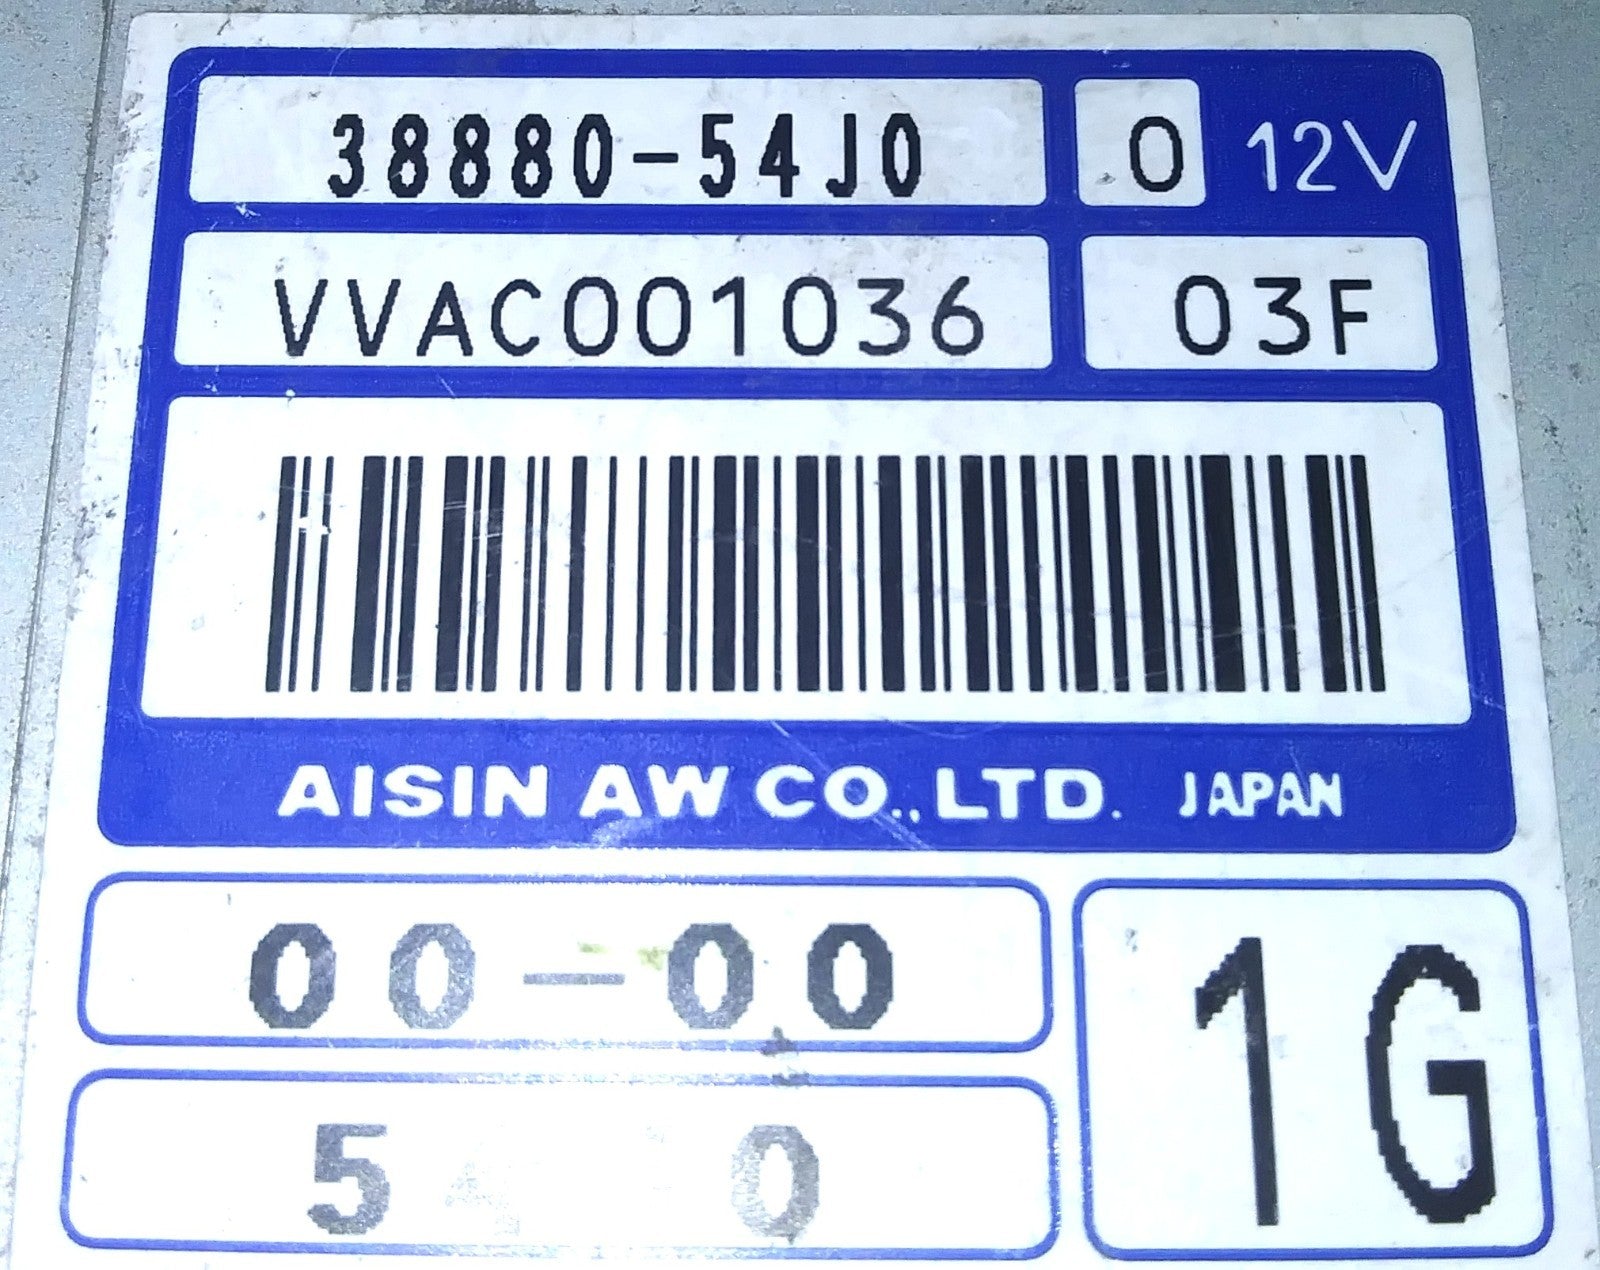 38880-54J0 0 12V
VVAC001036 03F
AISIN AW CO., LTD. JAPAN
00-00 1G